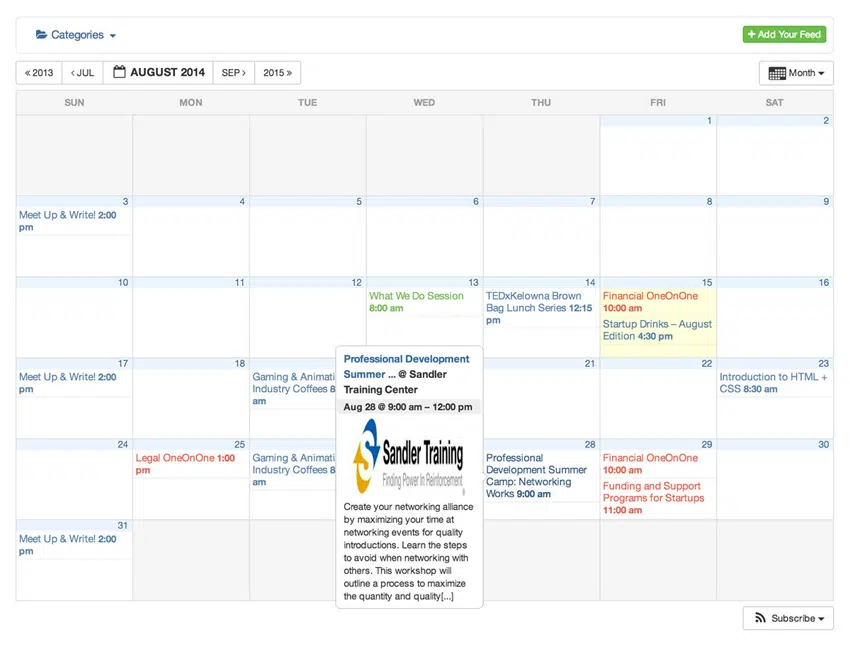 Categories
+ Add Your Feed
« 2013 ‹ JUL AUGUST 2014 SEP › 2015 »
Month
SUN MON TUE WED THU FRI SAT
1 2
3 4 5 6 7 8 9
Meet Up & Write! 2:00
pm
10 11 12 13 14 15 16
What We Do Session
8:00 am
TEDxKelowna Brown
Bag Lunch Series 12:15
pm
Financial OneOnOne
10:00 am
Startup Drinks – August
Edition 4:30 pm
17 18 19 21 22 23
Meet Up & Write! 2:00
pm
Gaming & Animati
Industry Coffees 8
am
Introduction to HTML +
CSS 8:30 am
Professional Development
Summer ... @ Sandler
Training Center
Aug 28 @ 9:00 am – 12:00 pm
Sandler Training
Finding Power In Reinforcement
®
Create your networking alliance
by maximizing your time at
networking events for quality
introductions. Learn the steps
to avoid when networking with
others. This workshop will
outline a process to maximize
the quantity and quality[...]
24 25 28 29 30
Legal OneOnOne 1:00
pm
Gaming & Animati
Industry Coffees 8
am
Professional
Development Summer
Camp: Networking
Works 9:00 am
Financial OneOnOne
10:00 am
Funding and Support
Programs for Startups
11:00 am
31
Meet Up & Write! 2:00
pm
Subscribe